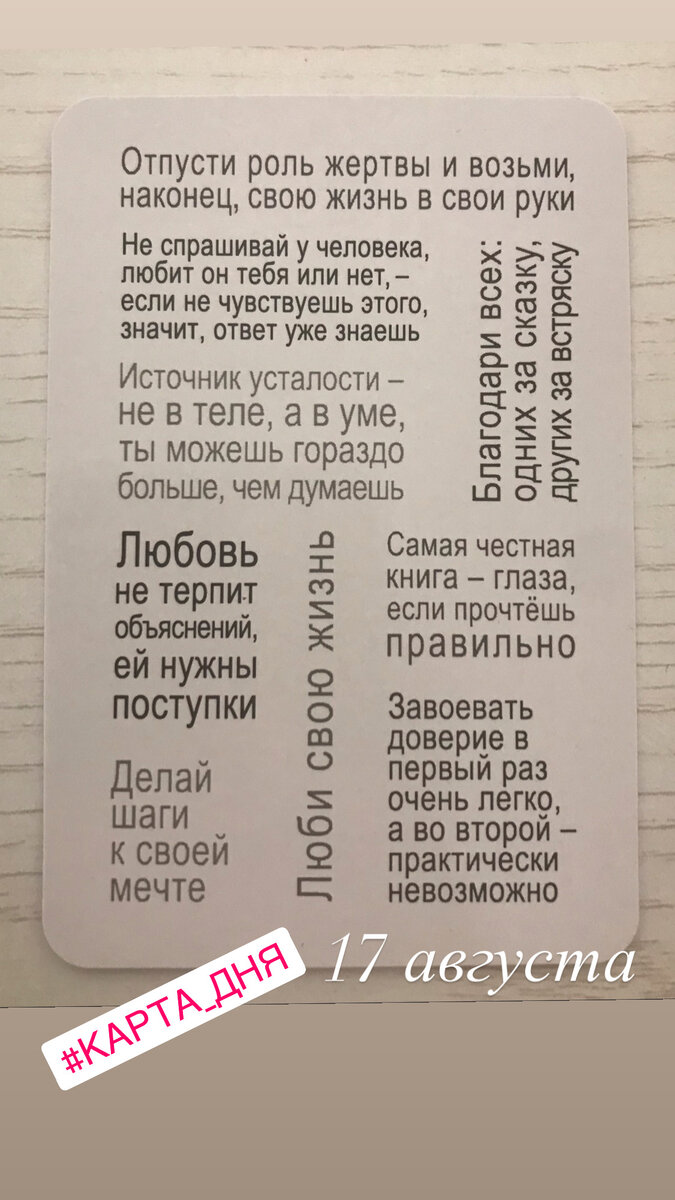 Отпусти роль жертвы и возьми,
наконец, свою жизнь в свои руки
Не спрашивай у человека,
любит он тебя или нет, –
если не чувствуешь этого,
значит, ответ уже знаешь
Благодари всех:
одних за сказку,
других за встряску
Источник усталости –
не в теле, а в уме,
ты можешь гораздо
больше, чем думаешь
Любовь
не терпит
объяснений,
ей нужны
поступки
Люби свою жизнь
Самая честная
книга – глаза,
если прочтёшь
правильно
Делай
шаги
к своей
мечте
Завоевать
доверие в
первый раз
очень легко,
а во второй –
практически
невозможно
17 августа
#КАРТА_ДНЯ